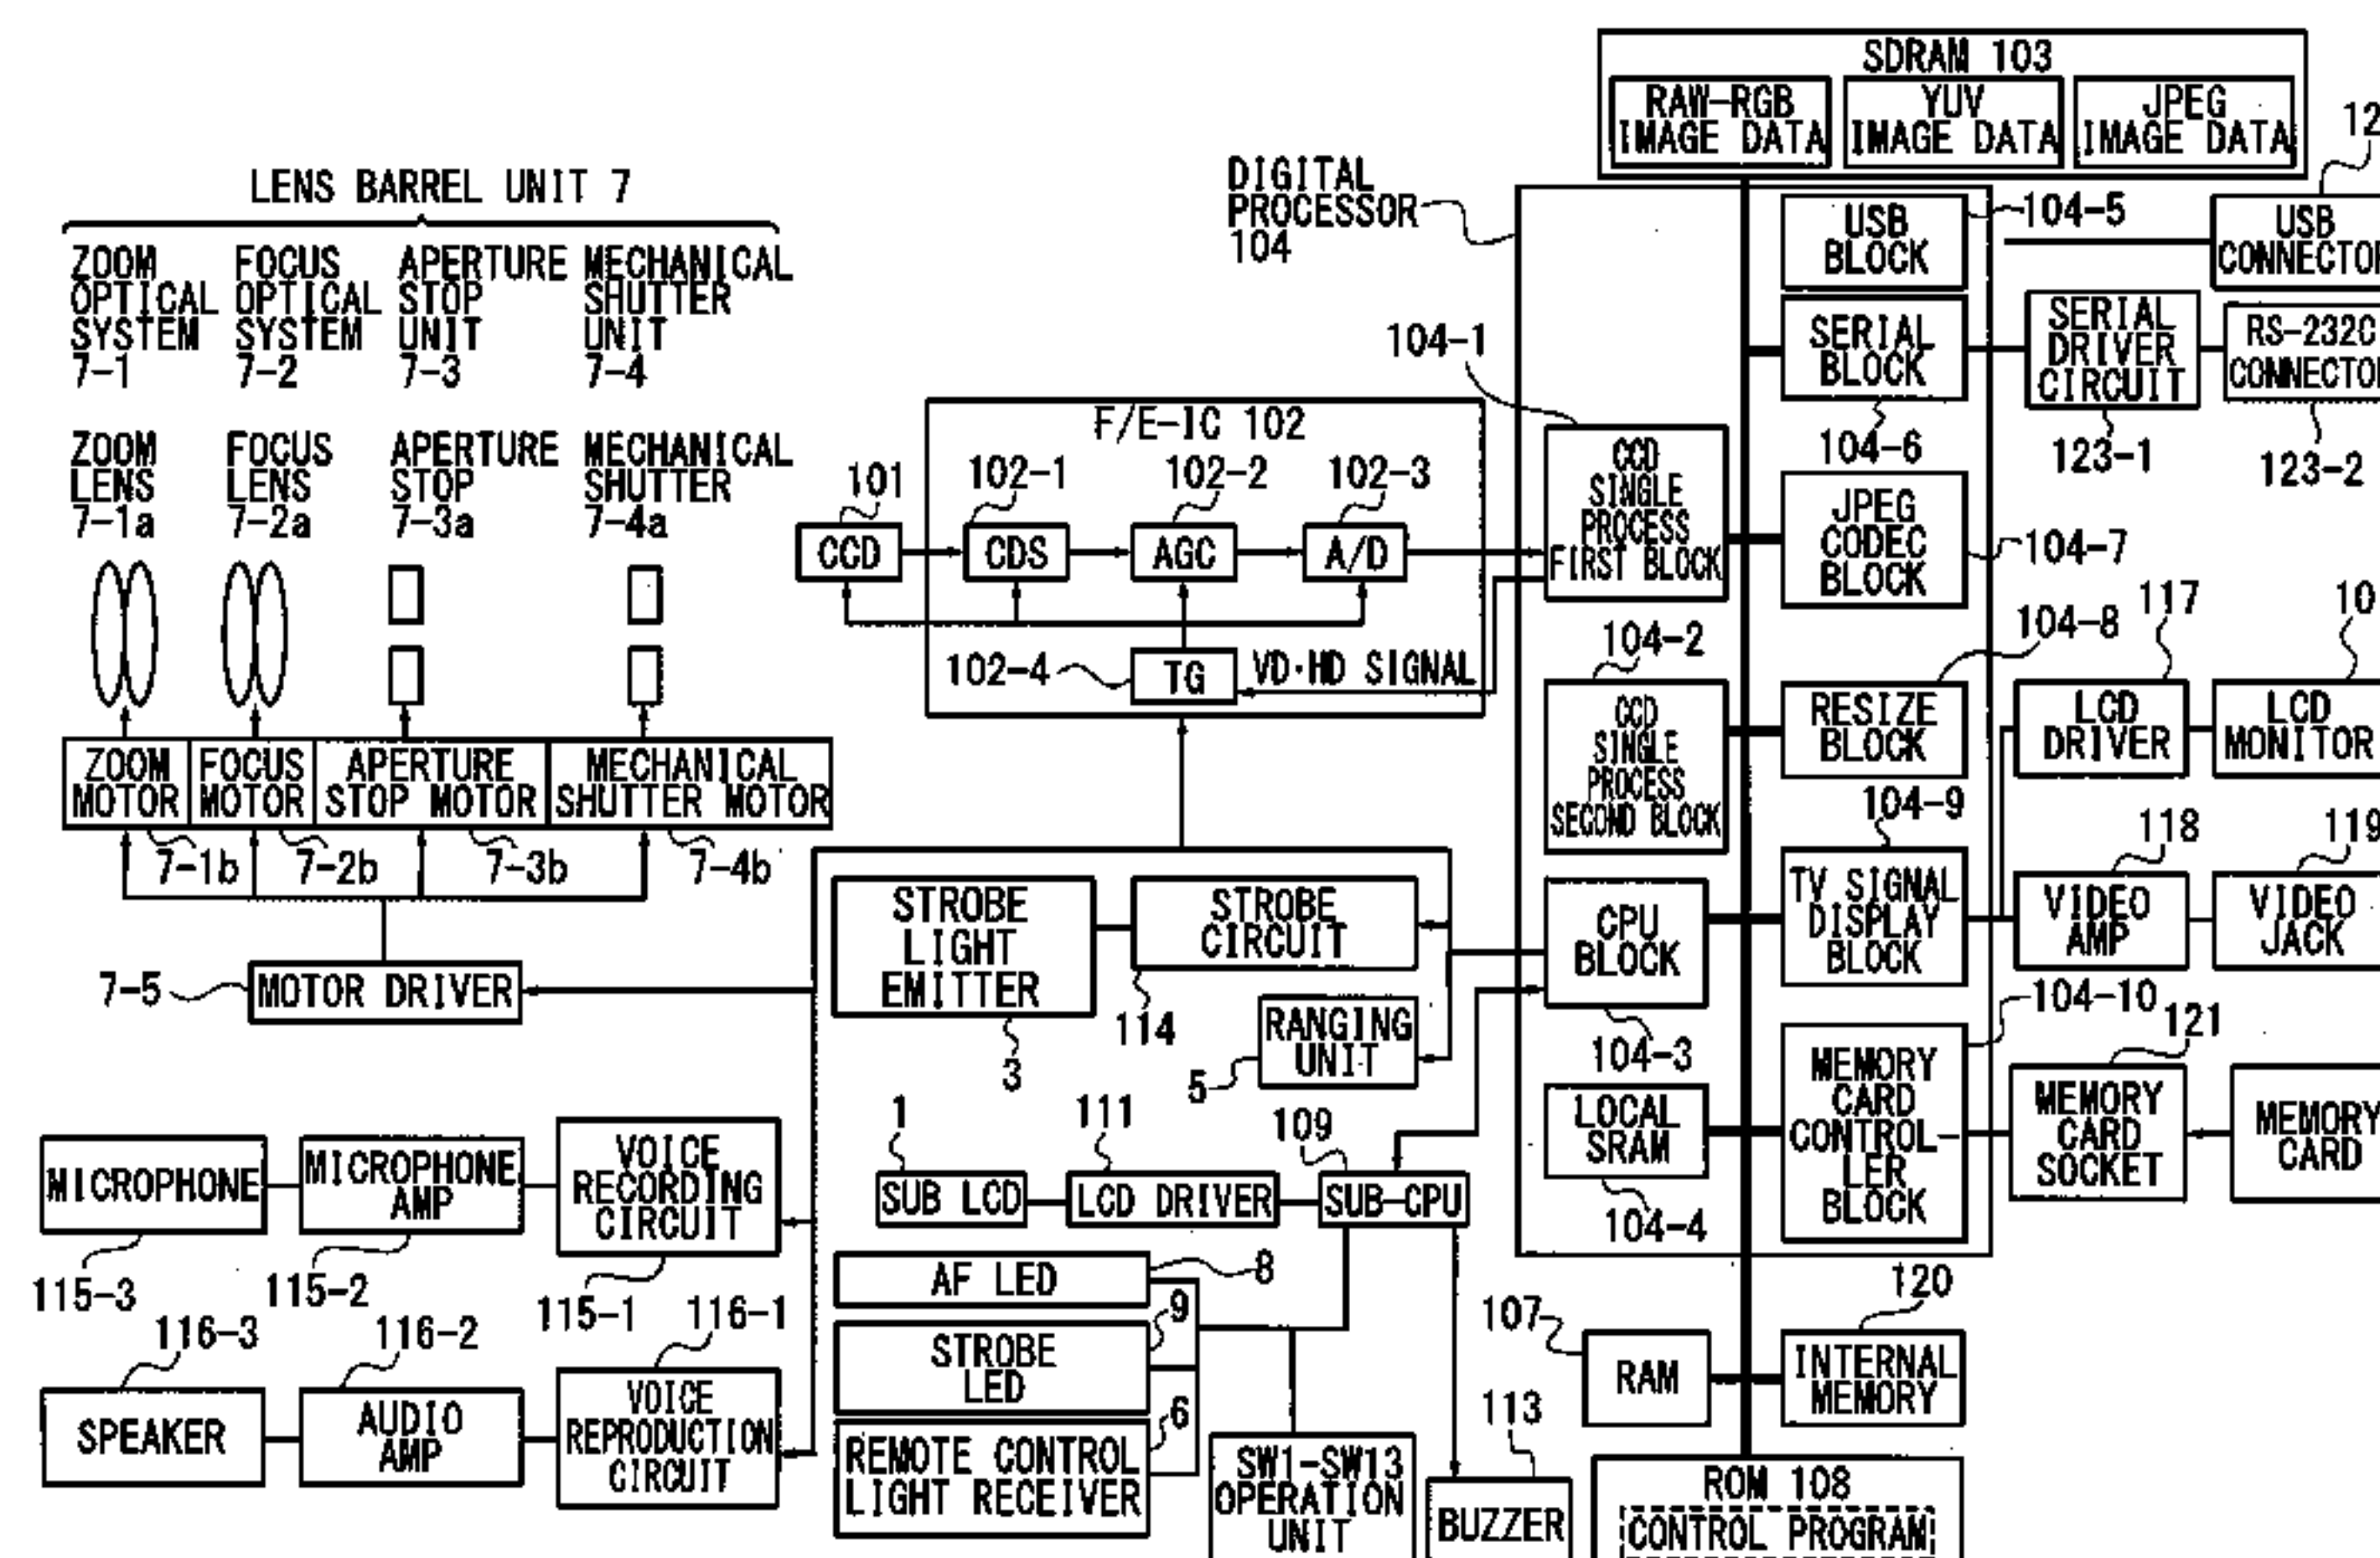 SDRAM 103
RAW-RGB
IMAGE DATA
YUV
IMAGE DATA
JPEG
IMAGE DATA
LENS BARREL UNIT 7
ZOOM
OPTICAL
SYSTEM
7-1
FOCUS
OPTICAL
SYSTEM
7-2
APERTURE
STOP
UNIT
7-3
MECHANICAL
SHUTTER
UNIT
7-4
ZOOM
LENS
7-1a
FOCUS
LENS
7-2a
APERTURE
STOP
7-3a
MECHANICAL
SHUTTER
7-4a
ZOOM
MOTOR
FOCUS
MOTOR
APERTURE
STOP MOTOR
MECHANICAL
SHUTTER MOTOR
7-1b
7-2b
7-3b
7-4b
7-5
MOTOR DRIVER
DIGITAL
PROCESSOR
104
F/E-IC 102
101
CCD
102-1
CDS
102-2
AGC
102-3
A/D
102-4
TG
VD·HD SIGNAL
104-1
CCD
SINGLE
PROCESS
FIRST BLOCK
104-2
CCD
SINGLE
PROCESS
SECOND BLOCK
CPU
BLOCK
104-3
LOCAL
SRAM
104-4
USB
BLOCK
104-5
SERIAL
BLOCK
104-6
JPEG
CODEC
BLOCK
104-7
104-8
RESIZE
BLOCK
104-9
TV SIGNAL
DISPLAY
BLOCK
104-10
MEMORY
CARD
CONTROL-
LER
BLOCK
12
USB
CONNECTOR
SERIAL
DRIVER
CIRCUIT
123-1
RS-232C
CONNECTOR
123-2
117
LCD
DRIVER
10
LCD
MONITOR
118
VIDEO
AMP
119
VIDEO
JACK
121
MEMORY
CARD
SOCKET
MEMORY
CARD
STROBE
LIGHT
EMITTER
3
STROBE
CIRCUIT
114
RANGING
UNIT
5
1
SUB LCD
111
LCD DRIVER
109
SUB-CPU
MICROPHONE
115-3
MICROPHONE
AMP
115-2
VOICE
RECORDING
CIRCUIT
115-1
116-3
SPEAKER
116-2
AUDIO
AMP
116-1
VOICE
REPRODUCTION
CIRCUIT
AF LED
8
STROBE
LED
9
REMOTE CONTROL
LIGHT RECEIVER
6
SW1-SW13
OPERATION
UNIT
113
BUZZER
107
RAM
120
INTERNAL
MEMORY
ROM 108
CONTROL PROGRAM